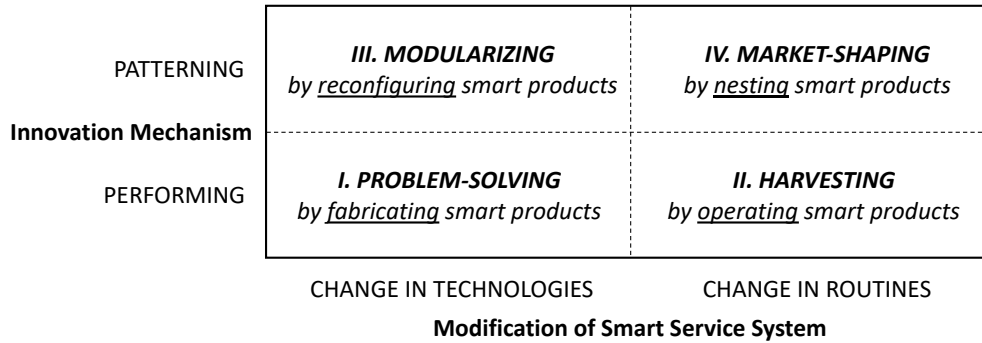 PATTERNING
III. MODULARIZING
by reconfiguring smart products
IV. MARKET-SHAPING
by nesting smart products
Innovation Mechanism
PERFORMING
I. PROBLEM-SOLVING
by fabricating smart products
II. HARVESTING
by operating smart products
CHANGE IN TECHNOLOGIES
CHANGE IN ROUTINES
Modification of Smart Service System